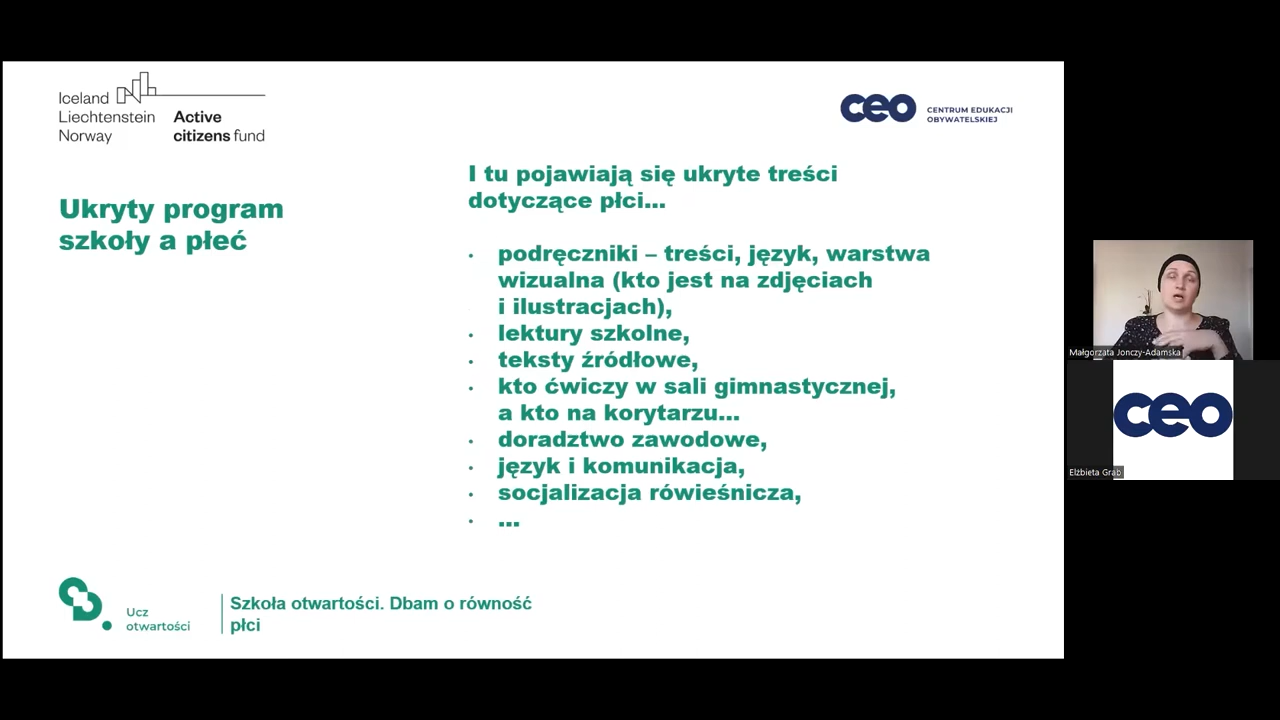 Iceland
Liechtenstein
Norway
Active
citizens fund
ceo
CENTRUM EDUKACJI
OBYWATELSKIEJ
Ukryty program
szkoły a płeć
I tu pojawiają się ukryte treści
dotyczące płci...
• podręczniki – treści, język, warstwa
wizualna (kto jest na zdjęciach
i ilustracjach),
• lektury szkolne,
• teksty źródłowe,
• kto ćwiczy w sali gimnastycznej,
a kto na korytarzu...
• doradztwo zawodowe,
• język i komunikacja,
• socjalizacja rówieśnicza,
• ...
Ucz
otwartości
Szkoła otwartości. Dbam o równość
płci
Małgorzata Jonczy-Adamska
ceo
Elżbieta Grab